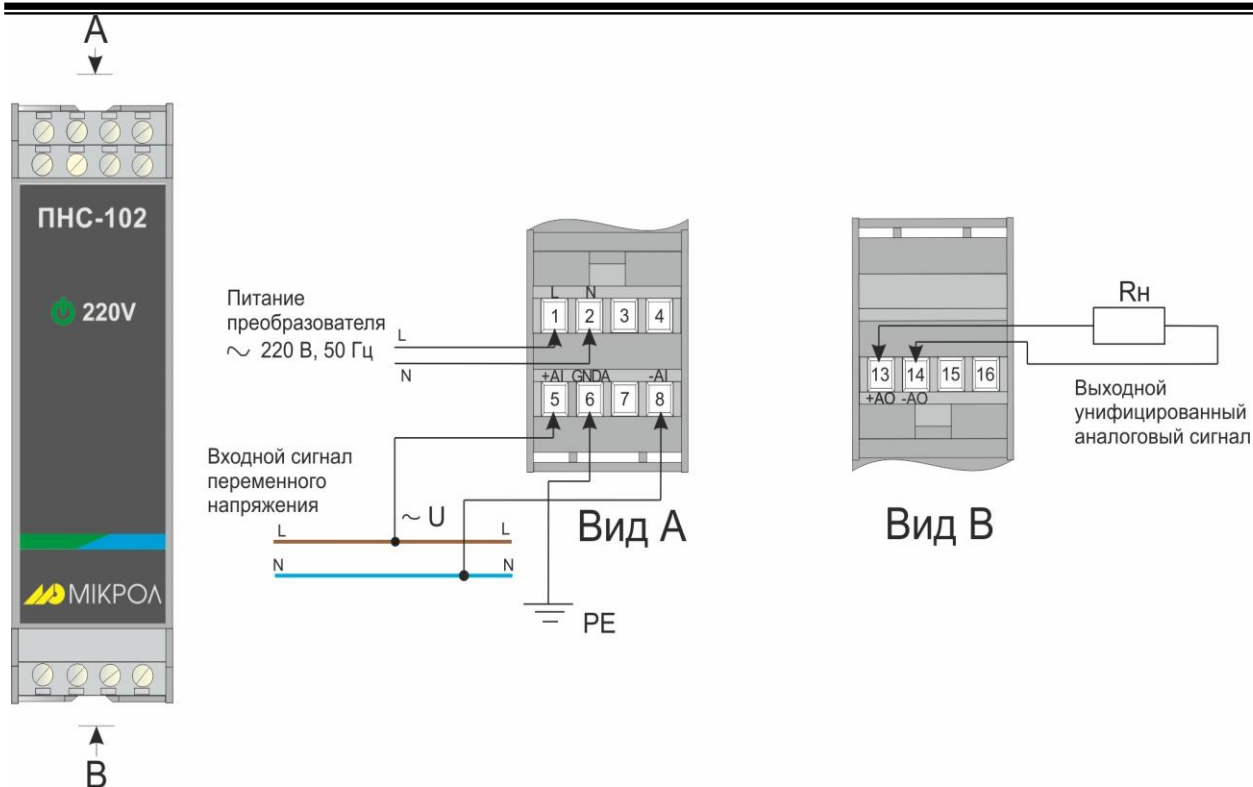 A
ПНС-102
220V
МІКРОЛ
B
Питание
преобразователя
~ 220 В, 50 Гц
L
N
L N
1 2 3 4
+AI GNDA -AI
5 6 7 8
Входной сигнал
переменного
напряжения
~ U
L L
N N
PE
Вид А
13 14 15 16
+AO -AO
Rн
Выходной
унифицированный
аналоговый сигнал
Вид В